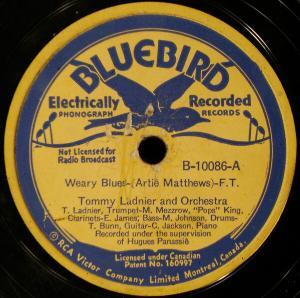 BLUEBIRD
Electrically Recorded
PHONOGRAPH RECORDS
Not Licensed for
Radio Broadcast
B-10086-A
Weary Blues-(Artie Matthews)-F.T.
Tommy Ladnier and Orchestra
T. Ladnier, Trumpet-M. Mezzrow, "Pops" King,
Clarinets-E. James; Bass-M. Johnson, Drums-
T. Bunn, Guitar-C. Jackson, Piano
Recorded under the supervision
of Hugues Panassié
Licensed under Canadian
Patent No. 160997
© RCA Victor Company Limited Montreal, Canada.